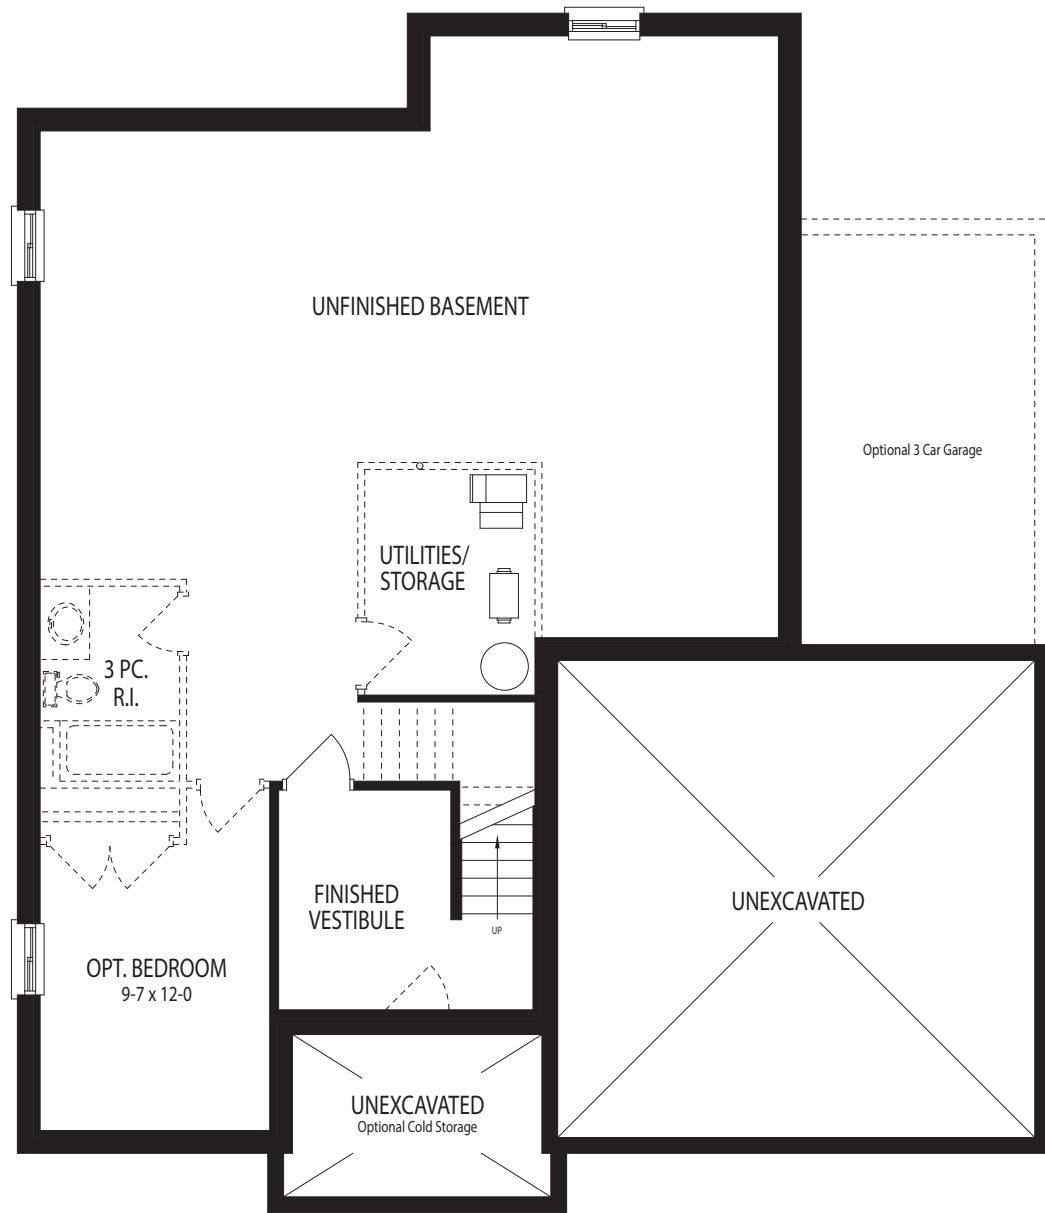 UNFINISHED BASEMENT
Optional 3 Car Garage
UTILITIES/
STORAGE
3 PC.
R.I.
FINISHED
VESTIBULE
UP
UNEXCAVATED
OPT. BEDROOM
9-7 x 12-0
UNEXCAVATED
Optional Cold Storage